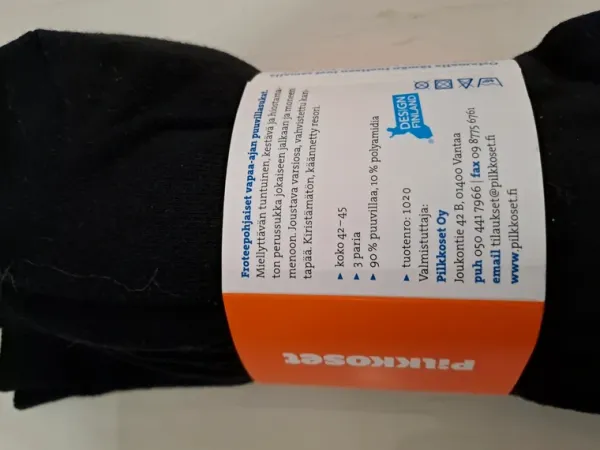 Froteepohjaiset vapaa-ajan puuvillasukat.
Miellyttävän tuntuinen, kestävä ja hiostama-
ton perussukka jokaiseen jalkaan ja moneen
menoon. Joustava varsiosa, vahvistettu kan-
tapää. Kiristämätön, käännetty resori.
▸ koko 42–45
▸ 3 paria
▸ 90 % puuvillaa, 10 % polyamidia
▸ tuotenro: 1020
Valmistuttaja:
Pilkkoset Oy
Joukontie 42 B, 01400 Vantaa
puh 050 441 7966 | fax 09 8775 6761
email tilaukset@pilkkoset.fi
www.pilkkoset.fi
DESIGN
FINLAND
PILKKOSET